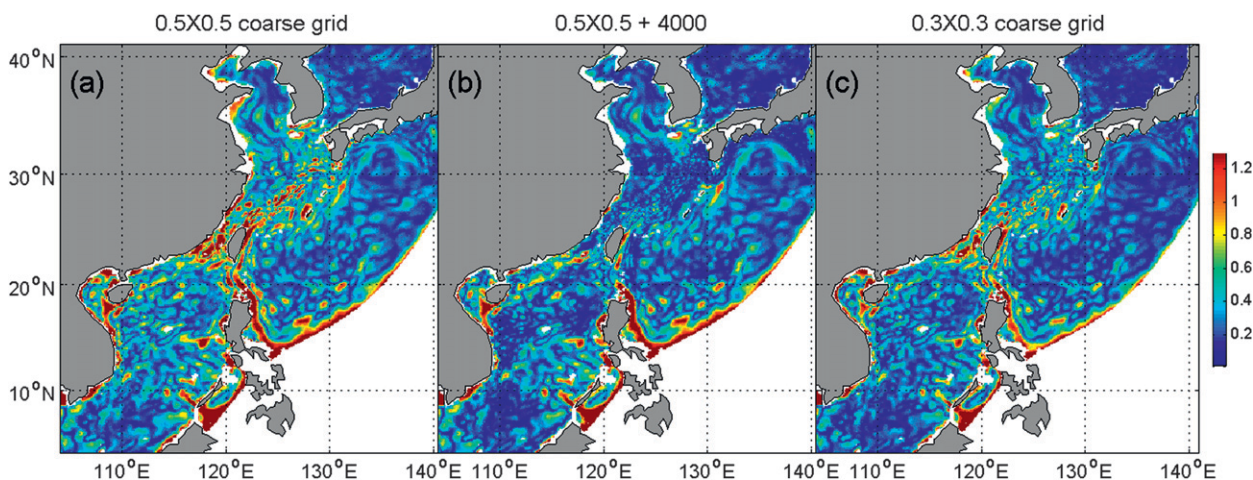 0.5X0.5 coarse grid
0.5X0.5 + 4000
0.3X0.3 coarse grid
(a)
(b)
(c)
40°N
30°N
20°N
10°N
110°E
120°E
130°E
140°E
110°E
120°E
130°E
140°E
110°E
120°E
130°E
140°E
1.2
1
0.8
0.6
0.4
0.2